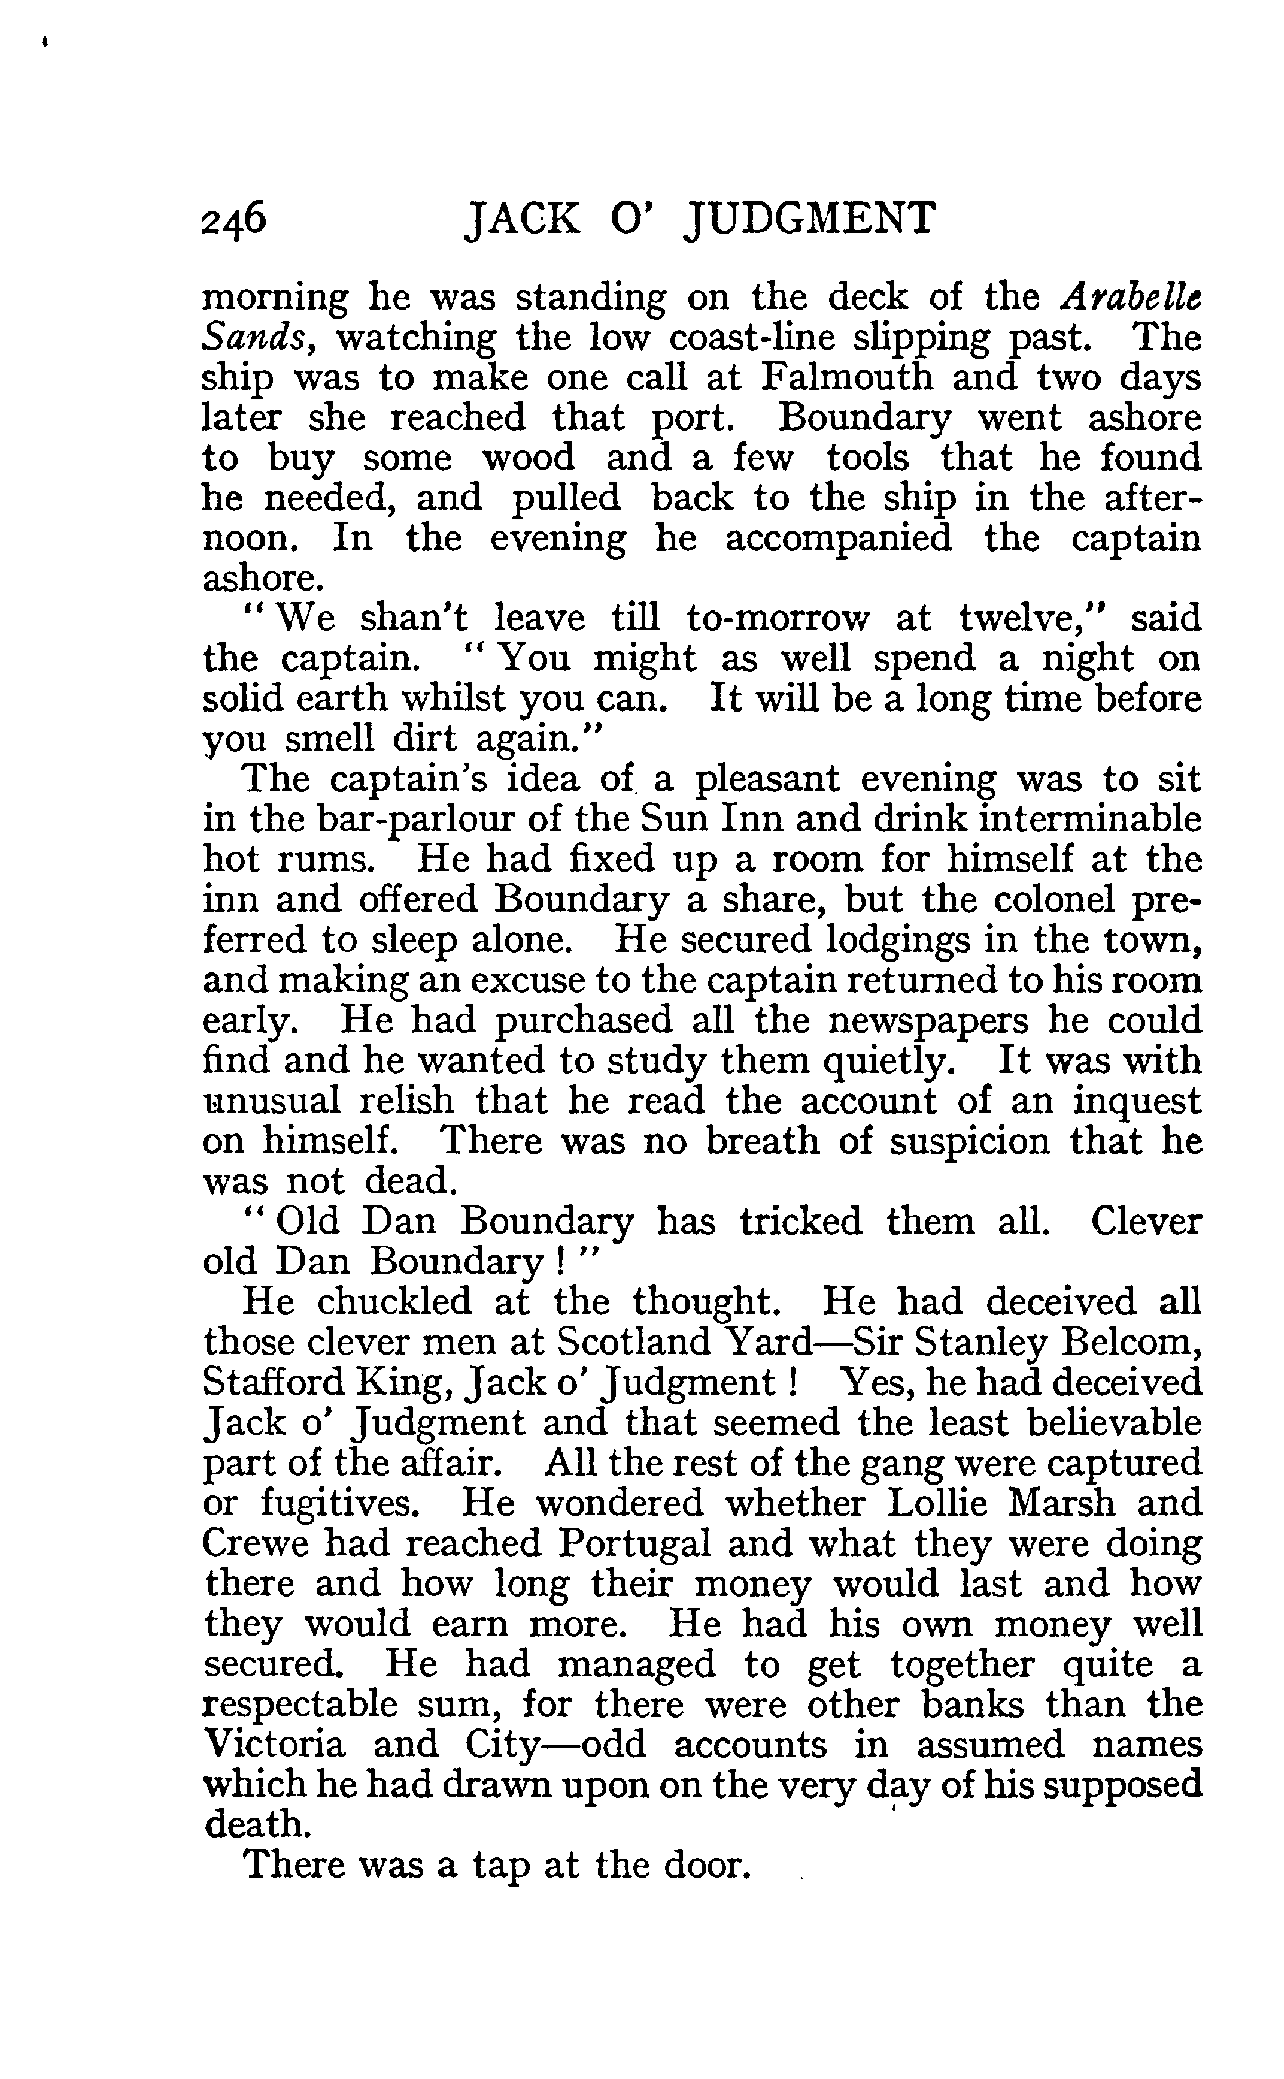 246 JACK O' JUDGMENT
morning he was standing on the deck of the Arabelle
Sands, watching the low coast-line slipping past. The
ship was to make one call at Falmouth and two days
later she reached that port. Boundary went ashore
to buy some wood and a few tools that he found
he needed, and pulled back to the ship in the after-
noon. In the evening he accompanied the captain
ashore.
" We shan't leave till to-morrow at twelve," said
the captain. " You might as well spend a night on
solid earth whilst you can. It will be a long time before
you smell dirt again."
The captain's idea of a pleasant evening was to sit
in the bar-parlour of the Sun Inn and drink interminable
hot rums. He had fixed up a room for himself at the
inn and offered Boundary a share, but the colonel pre-
ferred to sleep alone. He secured lodgings in the town,
and making an excuse to the captain returned to his room
early. He had purchased all the newspapers he could
find and he wanted to study them quietly. It was with
unusual relish that he read the account of an inquest
on himself. There was no breath of suspicion that he
was not dead.
" Old Dan Boundary has tricked them all. Clever
old Dan Boundary ! "
He chuckled at the thought. He had deceived all
those clever men at Scotland Yard—Sir Stanley Belcom,
Stafford King, Jack o' Judgment ! Yes, he had deceived
Jack o' Judgment and that seemed the least believable
part of the affair. All the rest of the gang were captured
or fugitives. He wondered whether Lollie Marsh and
Crewe had reached Portugal and what they were doing
there and how long their money would last and how
they would earn more. He had his own money well
secured. He had managed to get together quite a
respectable sum, for there were other banks than the
Victoria and City—odd accounts in assumed names
which he had drawn upon on the very day of his supposed
death.
There was a tap at the door.